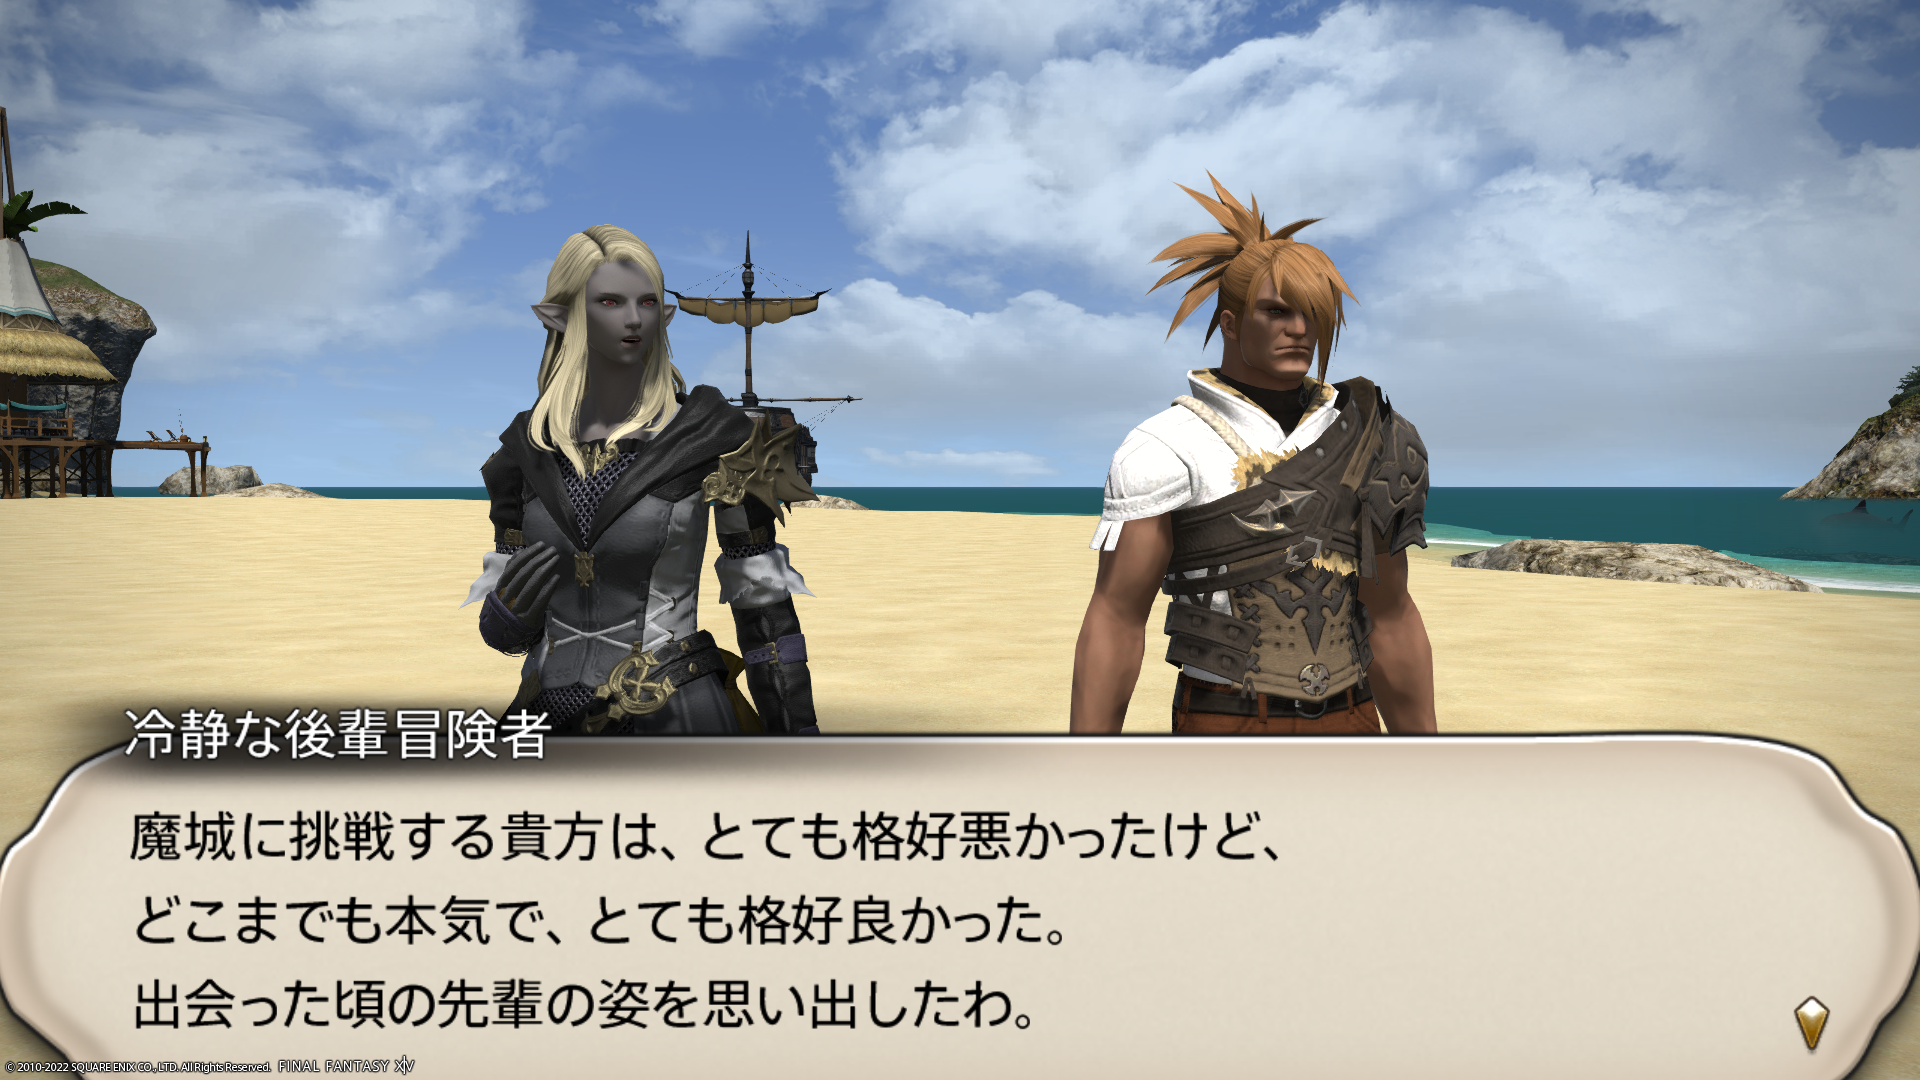 冷静な後輩冒険者
魔城に挑戦する貴方は、とても格好悪かったけど、
どこまでも本気で、とても格好良かった。
出会った頃の先輩の姿を思い出したわ。
© 2010-2022 SQUARE ENIX CO., LTD. All Rights Reserved. FINAL FANTASY XIV